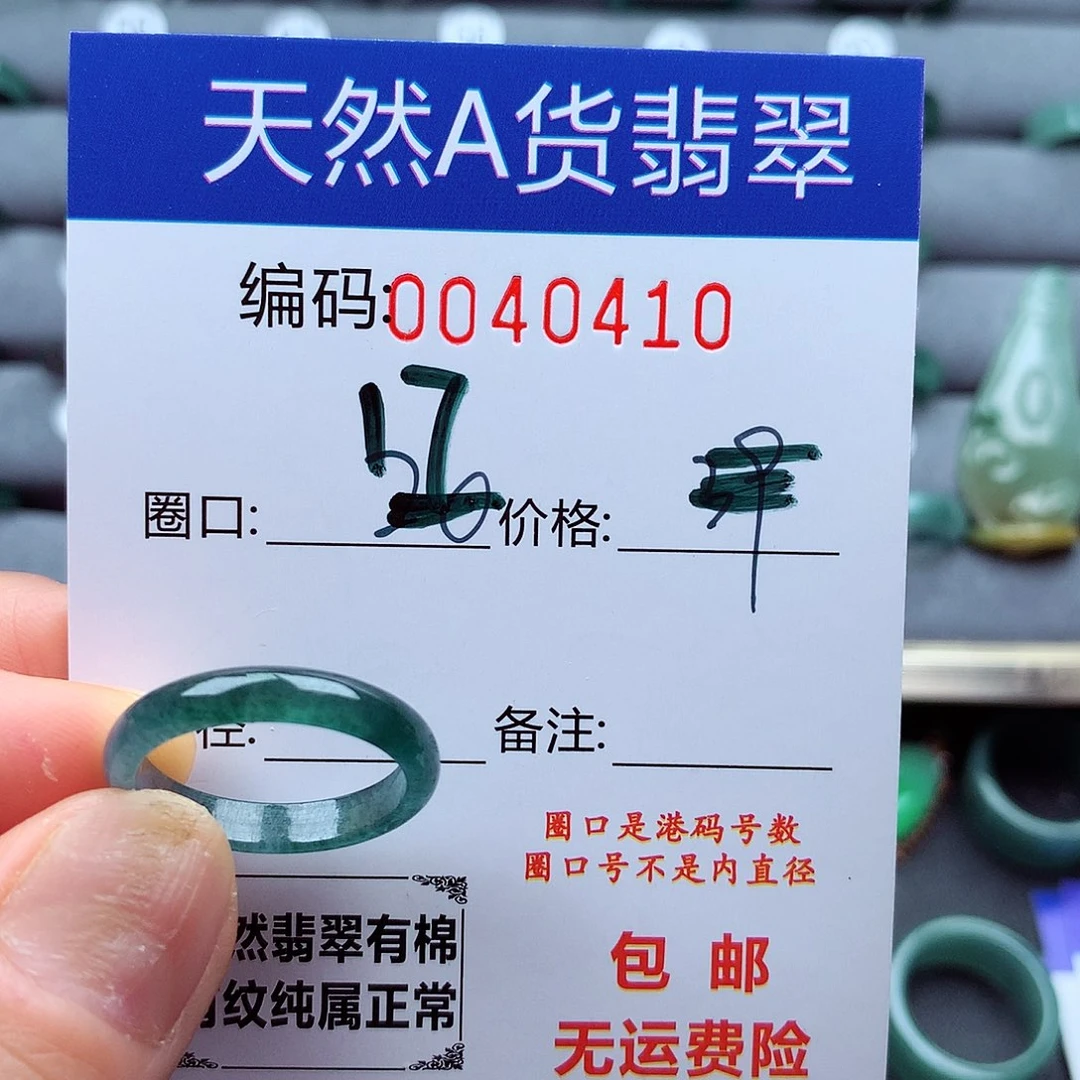 天然A货翡翠
编码:0040410
圈口: 价格:
径: 备注:
圈口是港码号数
圈口号不是内直径
然翡翠有棉
纹纯属正常
包邮
无运费险